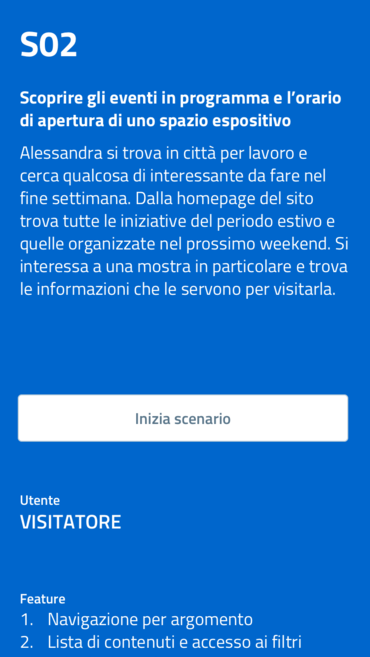 S02
Scoprire gli eventi in programma e l’orario
di apertura di uno spazio espositivo
Alessandra si trova in città per lavoro e
cerca qualcosa di interessante da fare nel
fine settimana. Dalla homepage del sito
trova tutte le iniziative del periodo estivo e
quelle organizzate nel prossimo weekend. Si
interessa a una mostra in particolare e trova
le informazioni che le servono per visitarla.
Inizia scenario
Utente
VISITATORE
Feature
1. Navigazione per argomento
2. Lista di contenuti e accesso ai filtri